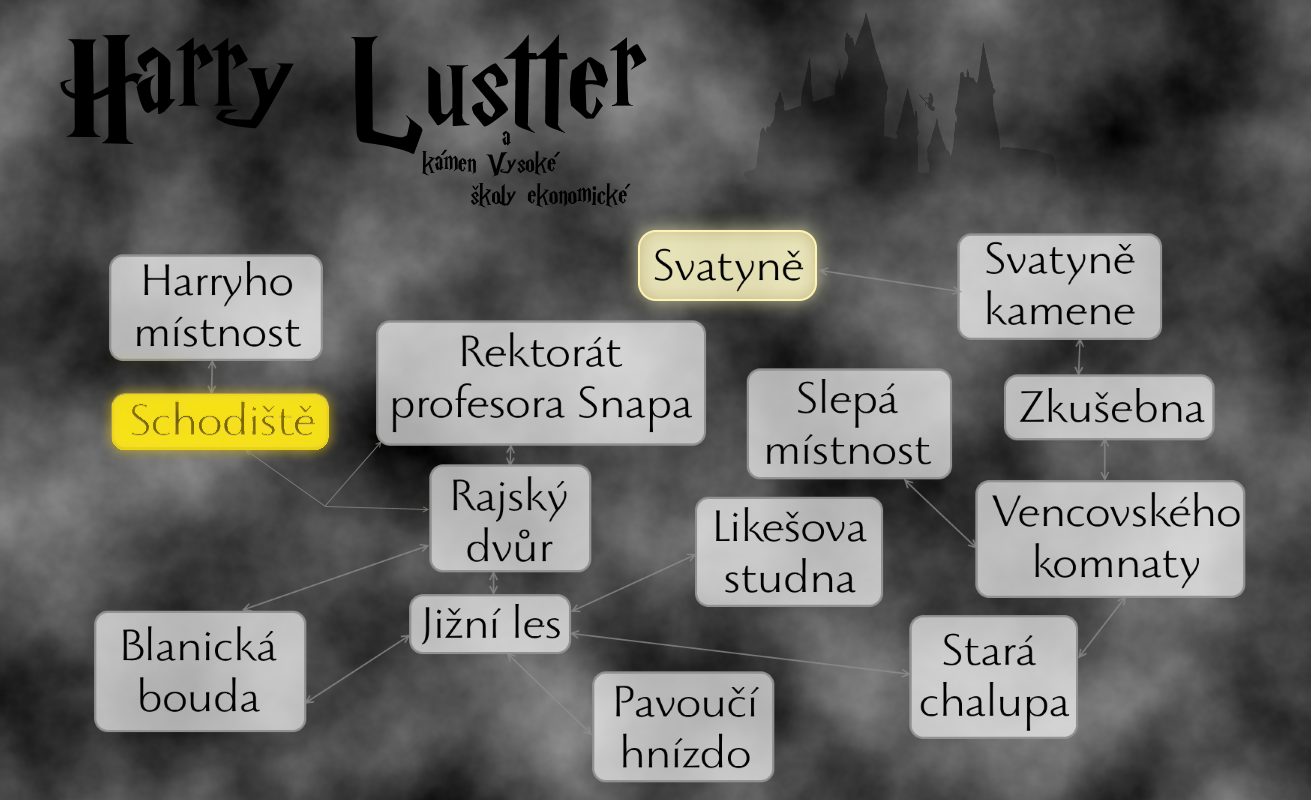 Harry Lustter
a
kámen Vysoké
školy ekonomické
Svatyně
Svatyně
kamene
Harryho
místnost
Rektorát
profesora Snapa
Slepá
místnost
Zkušebna
Schodiště
Rajský
dvůr
Likešova
studna
Vencovského
komnaty
Blanická
bouda
Jižní les
Stará
chalupa
Pavoučí
hnízdo